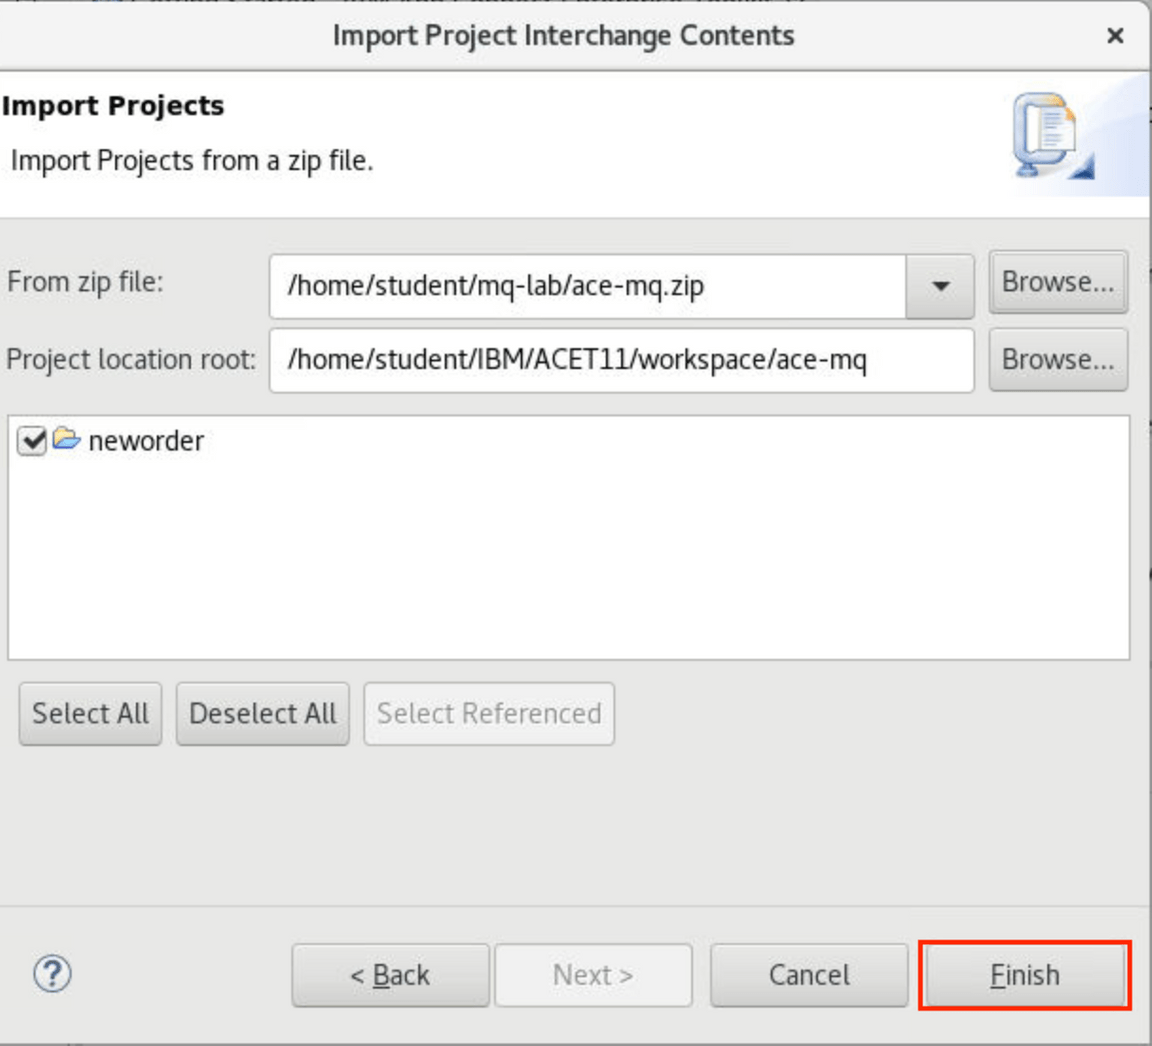 Import Project Interchange Contents
Import Projects
Import Projects from a zip file.
From zip file: /home/student/mq-lab/ace-mq.zip Browse...
Project location root: /home/student/IBM/ACET11/workspace/ace-mq Browse...
neworder
Select All Deselect All Select Referenced
< Back Next > Cancel Finish